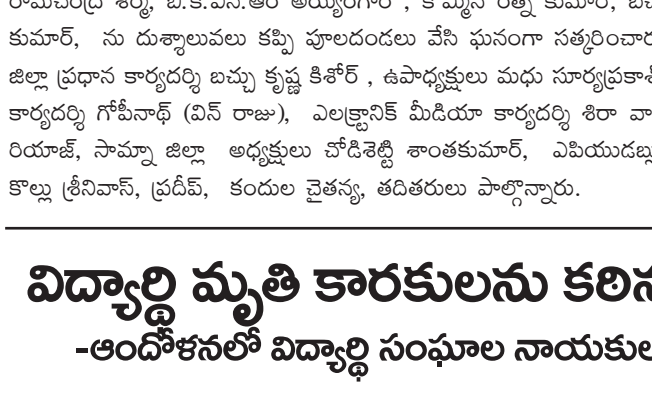 రామచంద్ర శర్మ, బి.కె.ఎస్.ఆర్ అయ్యంగార్ , కొమ్మిన రత్న కుమార్,
కుమార్, ను దుశ్శాలువలు కప్పి పూలదండలు వేసి ఘనంగా సత్కరించార
జిల్లా ప్రధాన కార్యదర్శి బచ్చు కృష్ణ కిశోర్ , ఉపాధ్యక్షులు మధు సూర్యప్రకాశ్
కార్యదర్శి గోపీనాథ్ (విన్ రాజు), ఎలక్ట్రానిక్ మీడియా కార్యదర్శి శిరా వా
రియాజ్, సామ్నా జిల్లా అధ్యక్షులు చోడిశెట్టి శాంతకుమార్, ఎపియుడబ్ల
కొల్లు శ్రీనివాస్, ప్రదీప్, కందుల చైతన్య, తదితరులు పాల్గొన్నారు.
విద్యార్థి మృతి కారకులను కఠిన
-ఆందోళనలో విద్యార్థి సంఘాల నాయకుల